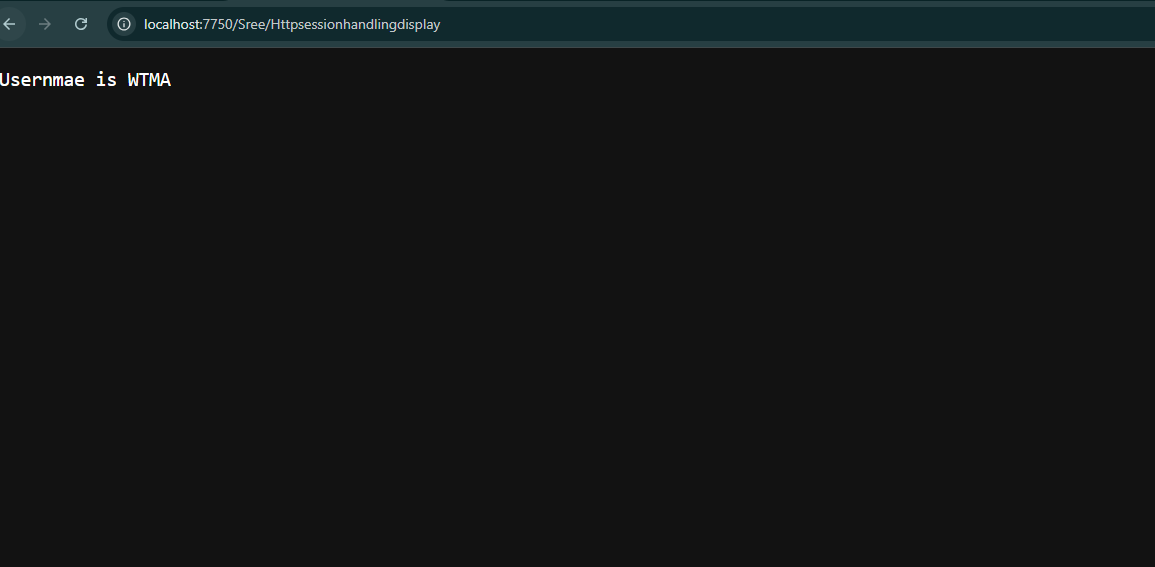 localhost:7750/Sree/Httpsessionhandlingdisplay
Usernmae is WTMA